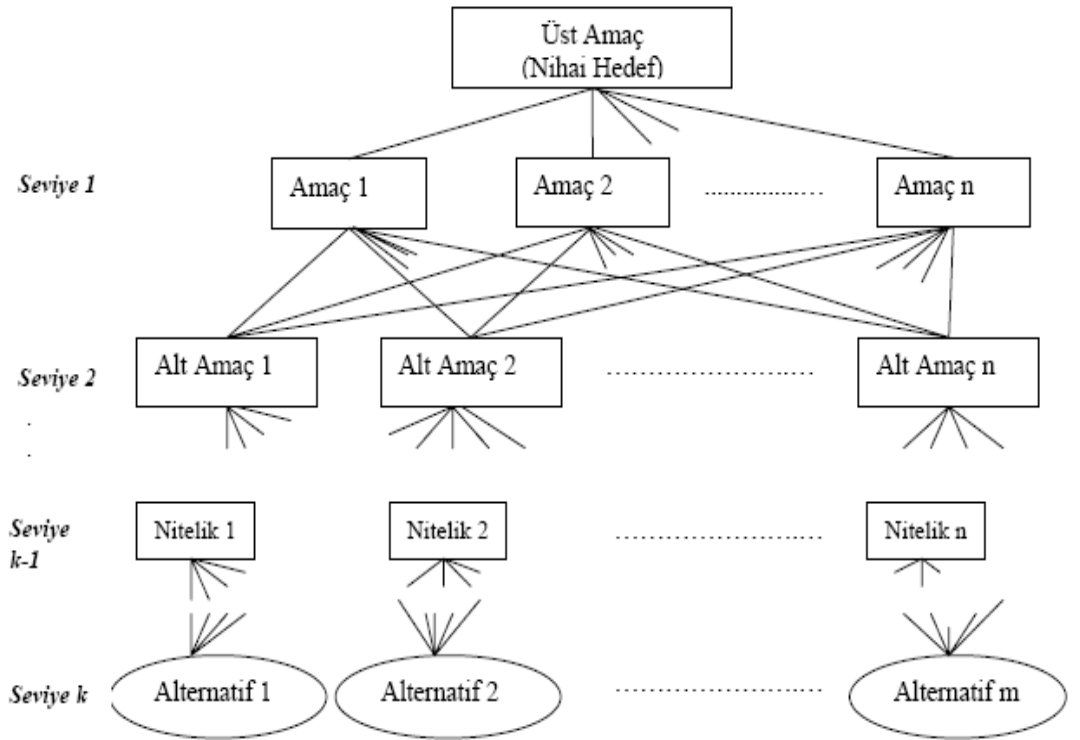 Üst Amaç
(Nihai Hedef)
Seviye 1
Amaç 1
Amaç 2
Amaç n
Seviye 2
Alt Amaç 1
Alt Amaç 2
Alt Amaç n
Seviye
k-1
Nitelik 1
Nitelik 2
Nitelik n
Seviye k
Alternatif 1
Alternatif 2
Alternatif m